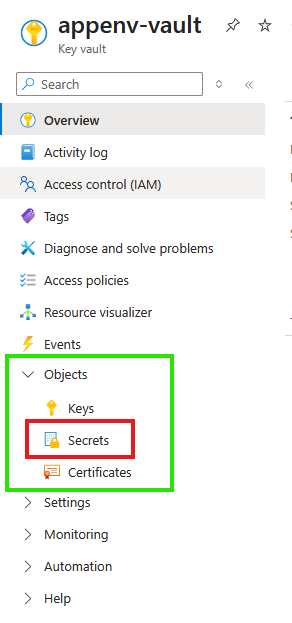 appenv-vault
Key vault
Search
Overview
Activity log
Access control (IAM)
Tags
Diagnose and solve problems
Access policies
Resource visualizer
Events
Objects
Keys
Secrets
Certificates
Settings
Monitoring
Automation
Help